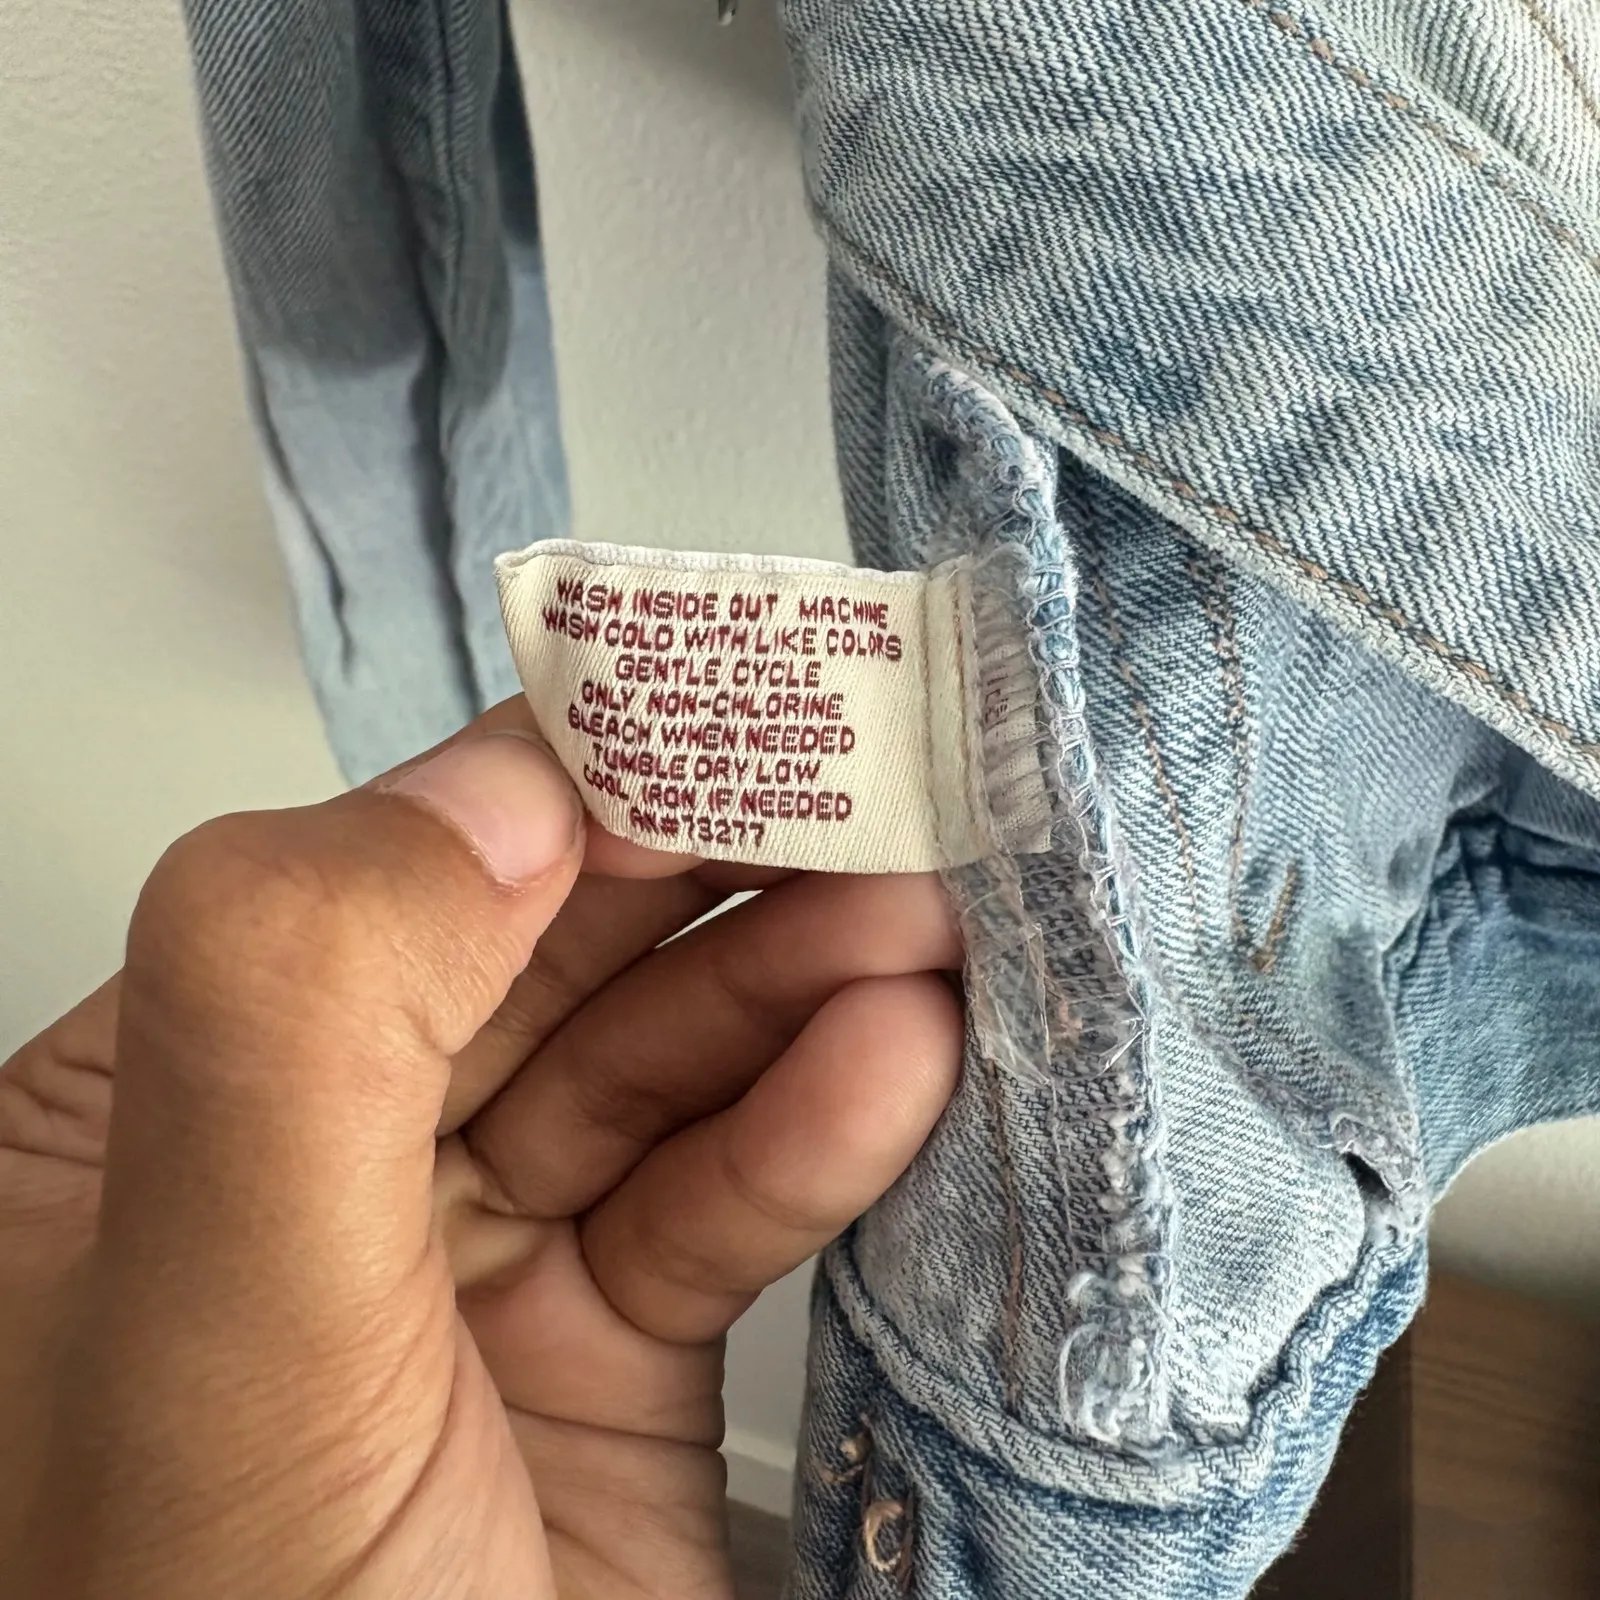 WASH INSIDE OUT MACHINE
WASH COLD WITH LIKE COLORS
GENTLE CYCLE
ONLY NON-CHLORINE
BLEACH WHEN NEEDED
TUMBLE DRY LOW
COOL IRON IF NEEDED
RN#73277